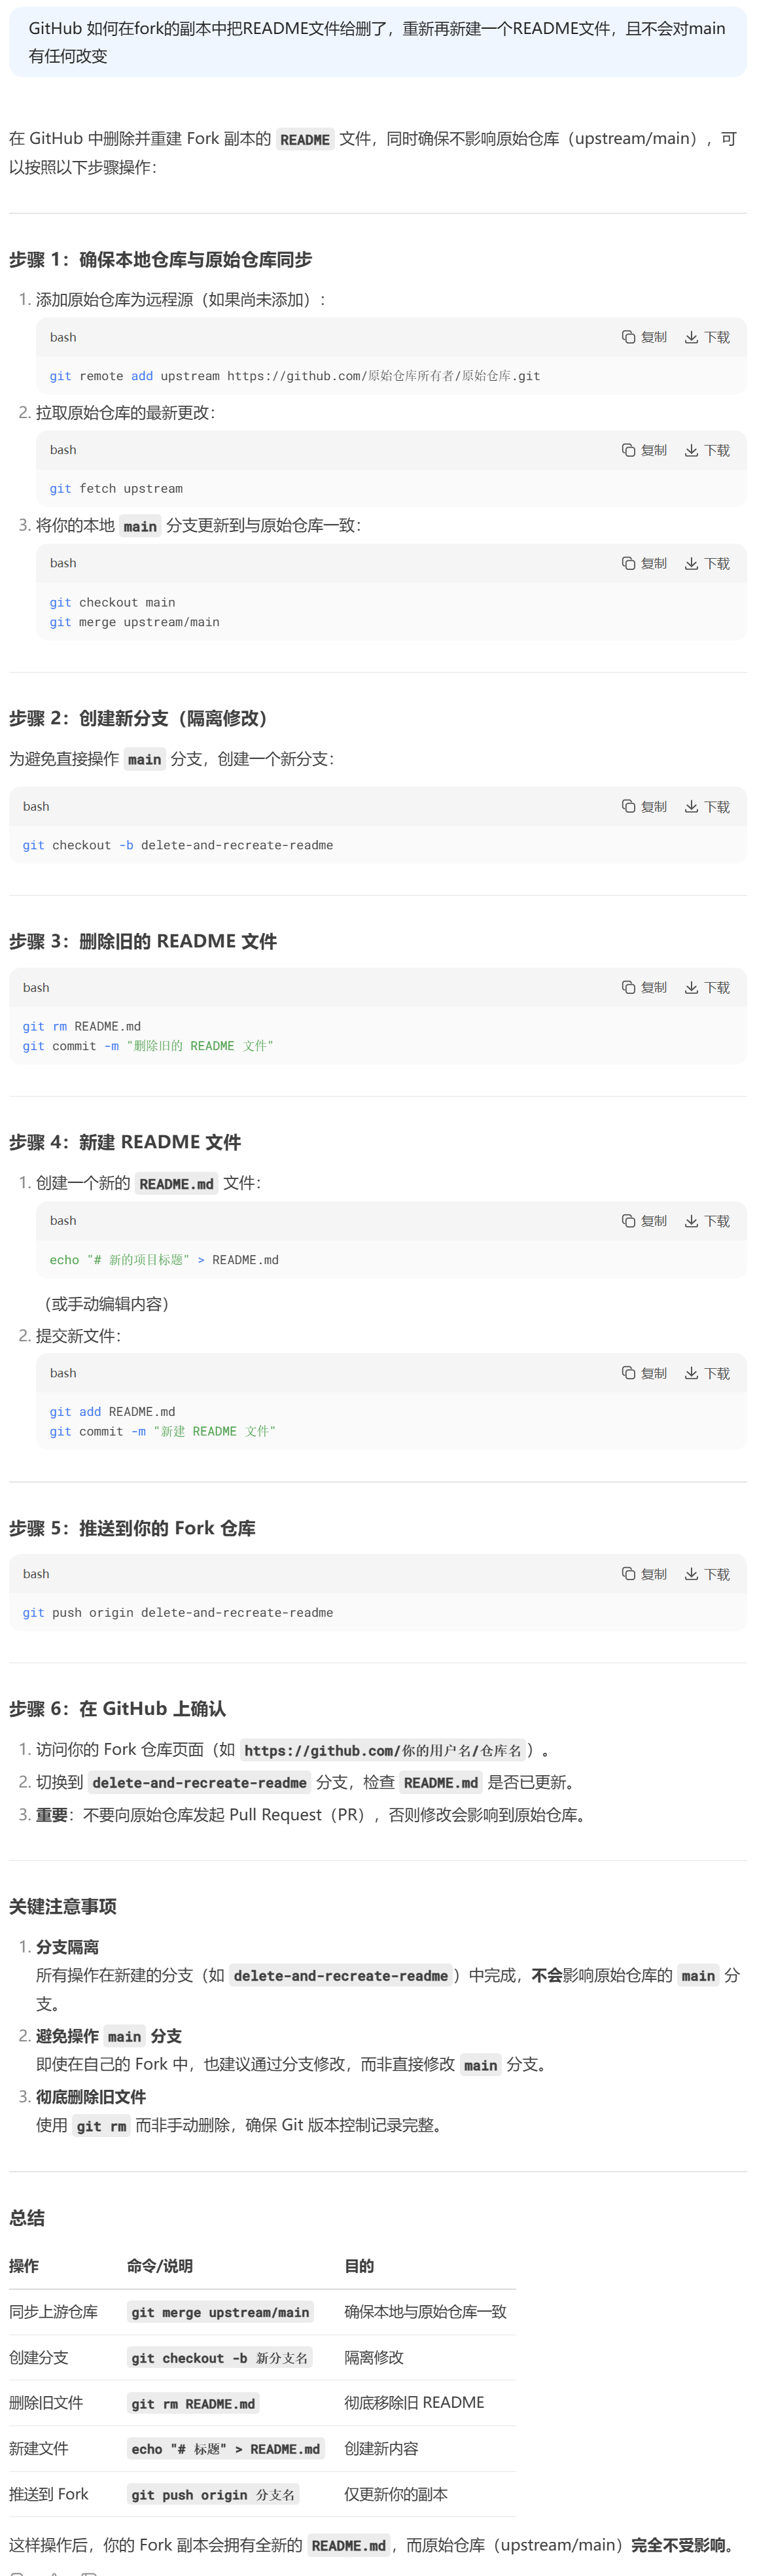 GitHub 如何在fork的副本中把README文件给删了，重新再新建一个README文件，且不会对main
有任何改变
在 GitHub 中删除并重建 Fork 副本的 README 文件，同时确保不影响原始仓库（upstream/main），可
以按照以下步骤操作：
步骤 1：确保本地仓库与原始仓库同步
1. 添加原始仓库为远程源（如果尚未添加）：
bash 复制 下载
git remote add upstream https://github.com/原始仓库所有者/原始仓库.git
2. 拉取原始仓库的最新更改：
bash 复制 下载
git fetch upstream
3. 将你的本地 main 分支更新到与原始仓库一致：
bash 复制 下载
git checkout main
git merge upstream/main
步骤 2：创建新分支（隔离修改）
为避免直接操作 main 分支，创建一个新分支：
bash 复制 下载
git checkout -b delete-and-recreate-readme
步骤 3：删除旧的 README 文件
bash 复制 下载
git rm README.md
git commit -m "删除旧的 README 文件"
步骤 4：新建 README 文件
1. 创建一个新的 README.md 文件：
bash 复制 下载
echo "# 新的项目标题" > README.md
（或手动编辑内容）
2. 提交新文件：
bash 复制 下载
git add README.md
git commit -m "新建 README 文件"
步骤 5：推送到你的 Fork 仓库
bash 复制 下载
git push origin delete-and-recreate-readme
步骤 6：在 GitHub 上确认
1. 访问你的 Fork 仓库页面（如 https://github.com/你的用户名/仓库名）。
2. 切换到 delete-and-recreate-readme 分支，检查 README.md 是否已更新。
3. 重要：不要向原始仓库发起 Pull Request（PR），否则修改会影响到原始仓库。
关键注意事项
1. 分支隔离
所有操作在新建的分支（如 delete-and-recreate-readme）中完成，不会影响原始仓库的 main 分
支。
2. 避免操作 main 分支
即使在自己的 Fork 中，也建议通过分支修改，而非直接修改 main 分支。
3. 彻底删除旧文件
使用 git rm 而非手动删除，确保 Git 版本控制记录完整。
总结
操作 命令/说明 目的
同步上游仓库 git merge upstream/main 确保本地与原始仓库一致
创建分支 git checkout -b 新分支名 隔离修改
删除旧文件 git rm README.md 彻底移除旧 README
新建文件 echo "# 标题" > README.md 创建新内容
推送到 Fork git push origin 分支名 仅更新你的副本
这样操作后，你的 Fork 副本会拥有全新的 README.md，而原始仓库（upstream/main）完全不受影响。